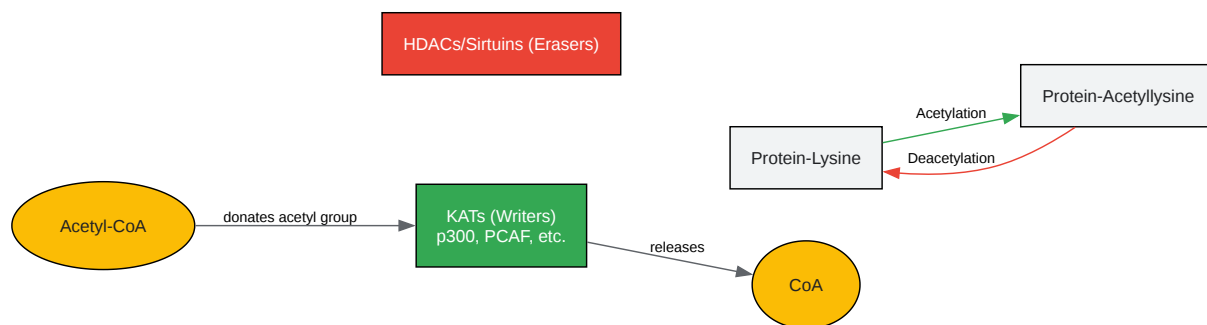 HDACs/Sirtuins (Erasers)
Protein-Acetyllysine
Acetylation
Protein-Lysine
Deacetylation
Acetyl-CoA
donates acetyl group
KATs (Writers)
p300, PCAF, etc.
releases
CoA